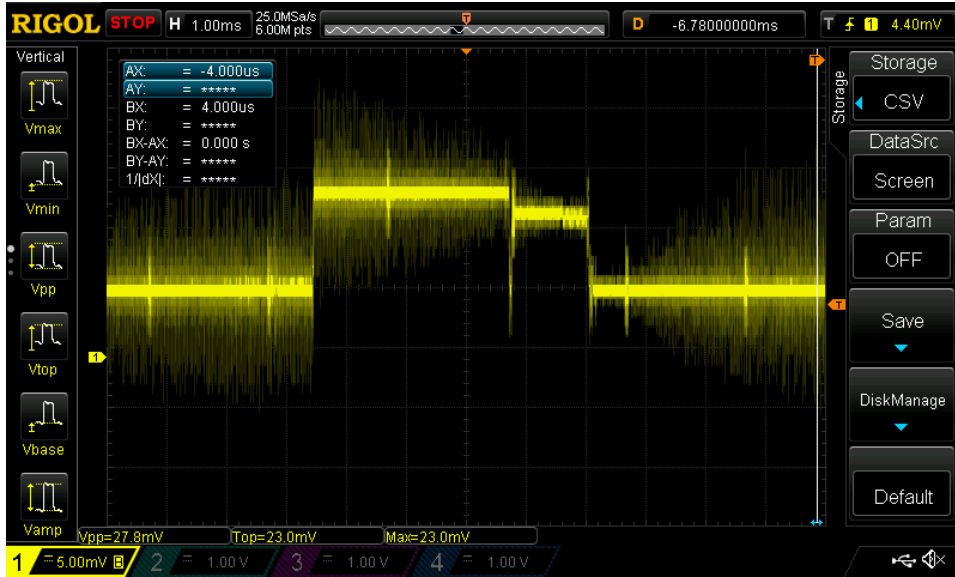 RIGOL STOP H 1.00ms 25.0MSa/s 6.00M pts D -6.78000000ms T 1 4.40mV
Vertical
Vmax
Vmin
Vpp
Vtop
Vbase
Vamp
AX: = -4.000us
AY: = *****
BX: = 4.000us
BY: = *****
BX-AX: = 0.000 s
BY-AY: = *****
1/|dX|: = *****
T
1
T
Storage
Storage
CSV
DataSrc
Screen
Param
OFF
Save
DiskManage
Default
Vpp=27.8mV Top=23.0mV Max=23.0mV
1 = 5.00mV B 2 = 1.00 V 3 = 1.00 V 4 = 1.00 V